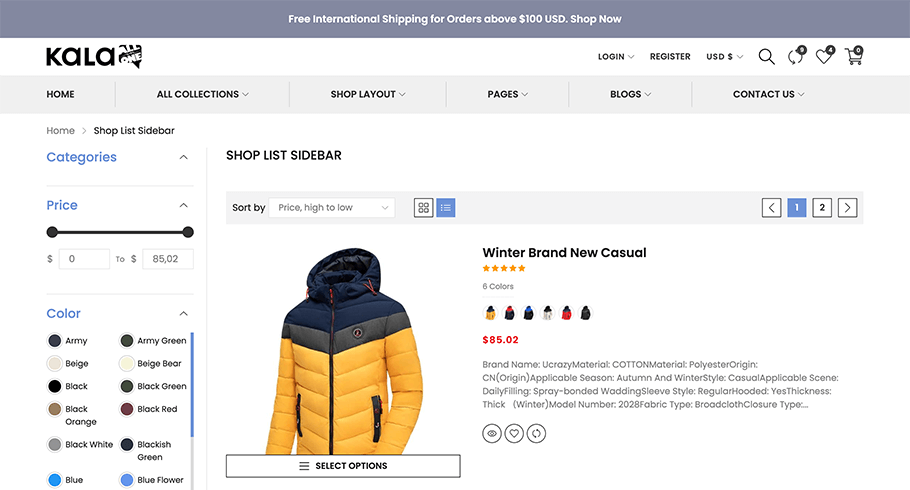 Free International Shipping for Orders above $100 USD. Shop Now
KALA ALL IN ONE
LOGIN
REGISTER
USD $
9
4
0
HOME
ALL COLLECTIONS
SHOP LAYOUT
PAGES
BLOGS
CONTACT US
Home > Shop List Sidebar
Categories
Price
$ 0 To $ 85,02
Color
Army
Army Green
Beige
Beige Bear
Black
Black Green
Black
Orange
Black Red
Black White
Blackish
Green
Blue
Blue Flower
SHOP LIST SIDEBAR
Sort by Price, high to low
1
2
Winter Brand New Casual
6 Colors
$85.02
Brand Name: UcrazyMaterial: COTTONMaterial: PolyesterOrigin:
CN(Origin)Applicable Season: Autumn And WinterStyle: CasualApplicable Scene:
DailyFilling: Spray-bonded WaddingSleeve Style: RegularHooded: YesThickness:
Thick (Winter)Model Number: 2028Fabric Type: BroadclothClosure Type:...
SELECT OPTIONS